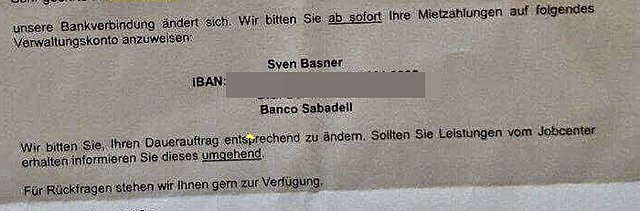 unsere Bankverbindung ändert sich. Wir bitten Sie ab sofort Ihre Mietzahlungen auf folgendes
Verwaltungskonto anzuweisen:
Sven Basner
IBAN:
Banco Sabadell
Wir bitten Sie, Ihren Dauerauftrag entsprechend zu ändern. Sollten Sie Leistungen vom Jobcenter
erhalten informieren Sie dieses umgehend.
Für Rückfragen stehen wir Ihnen gern zur Verfügung.